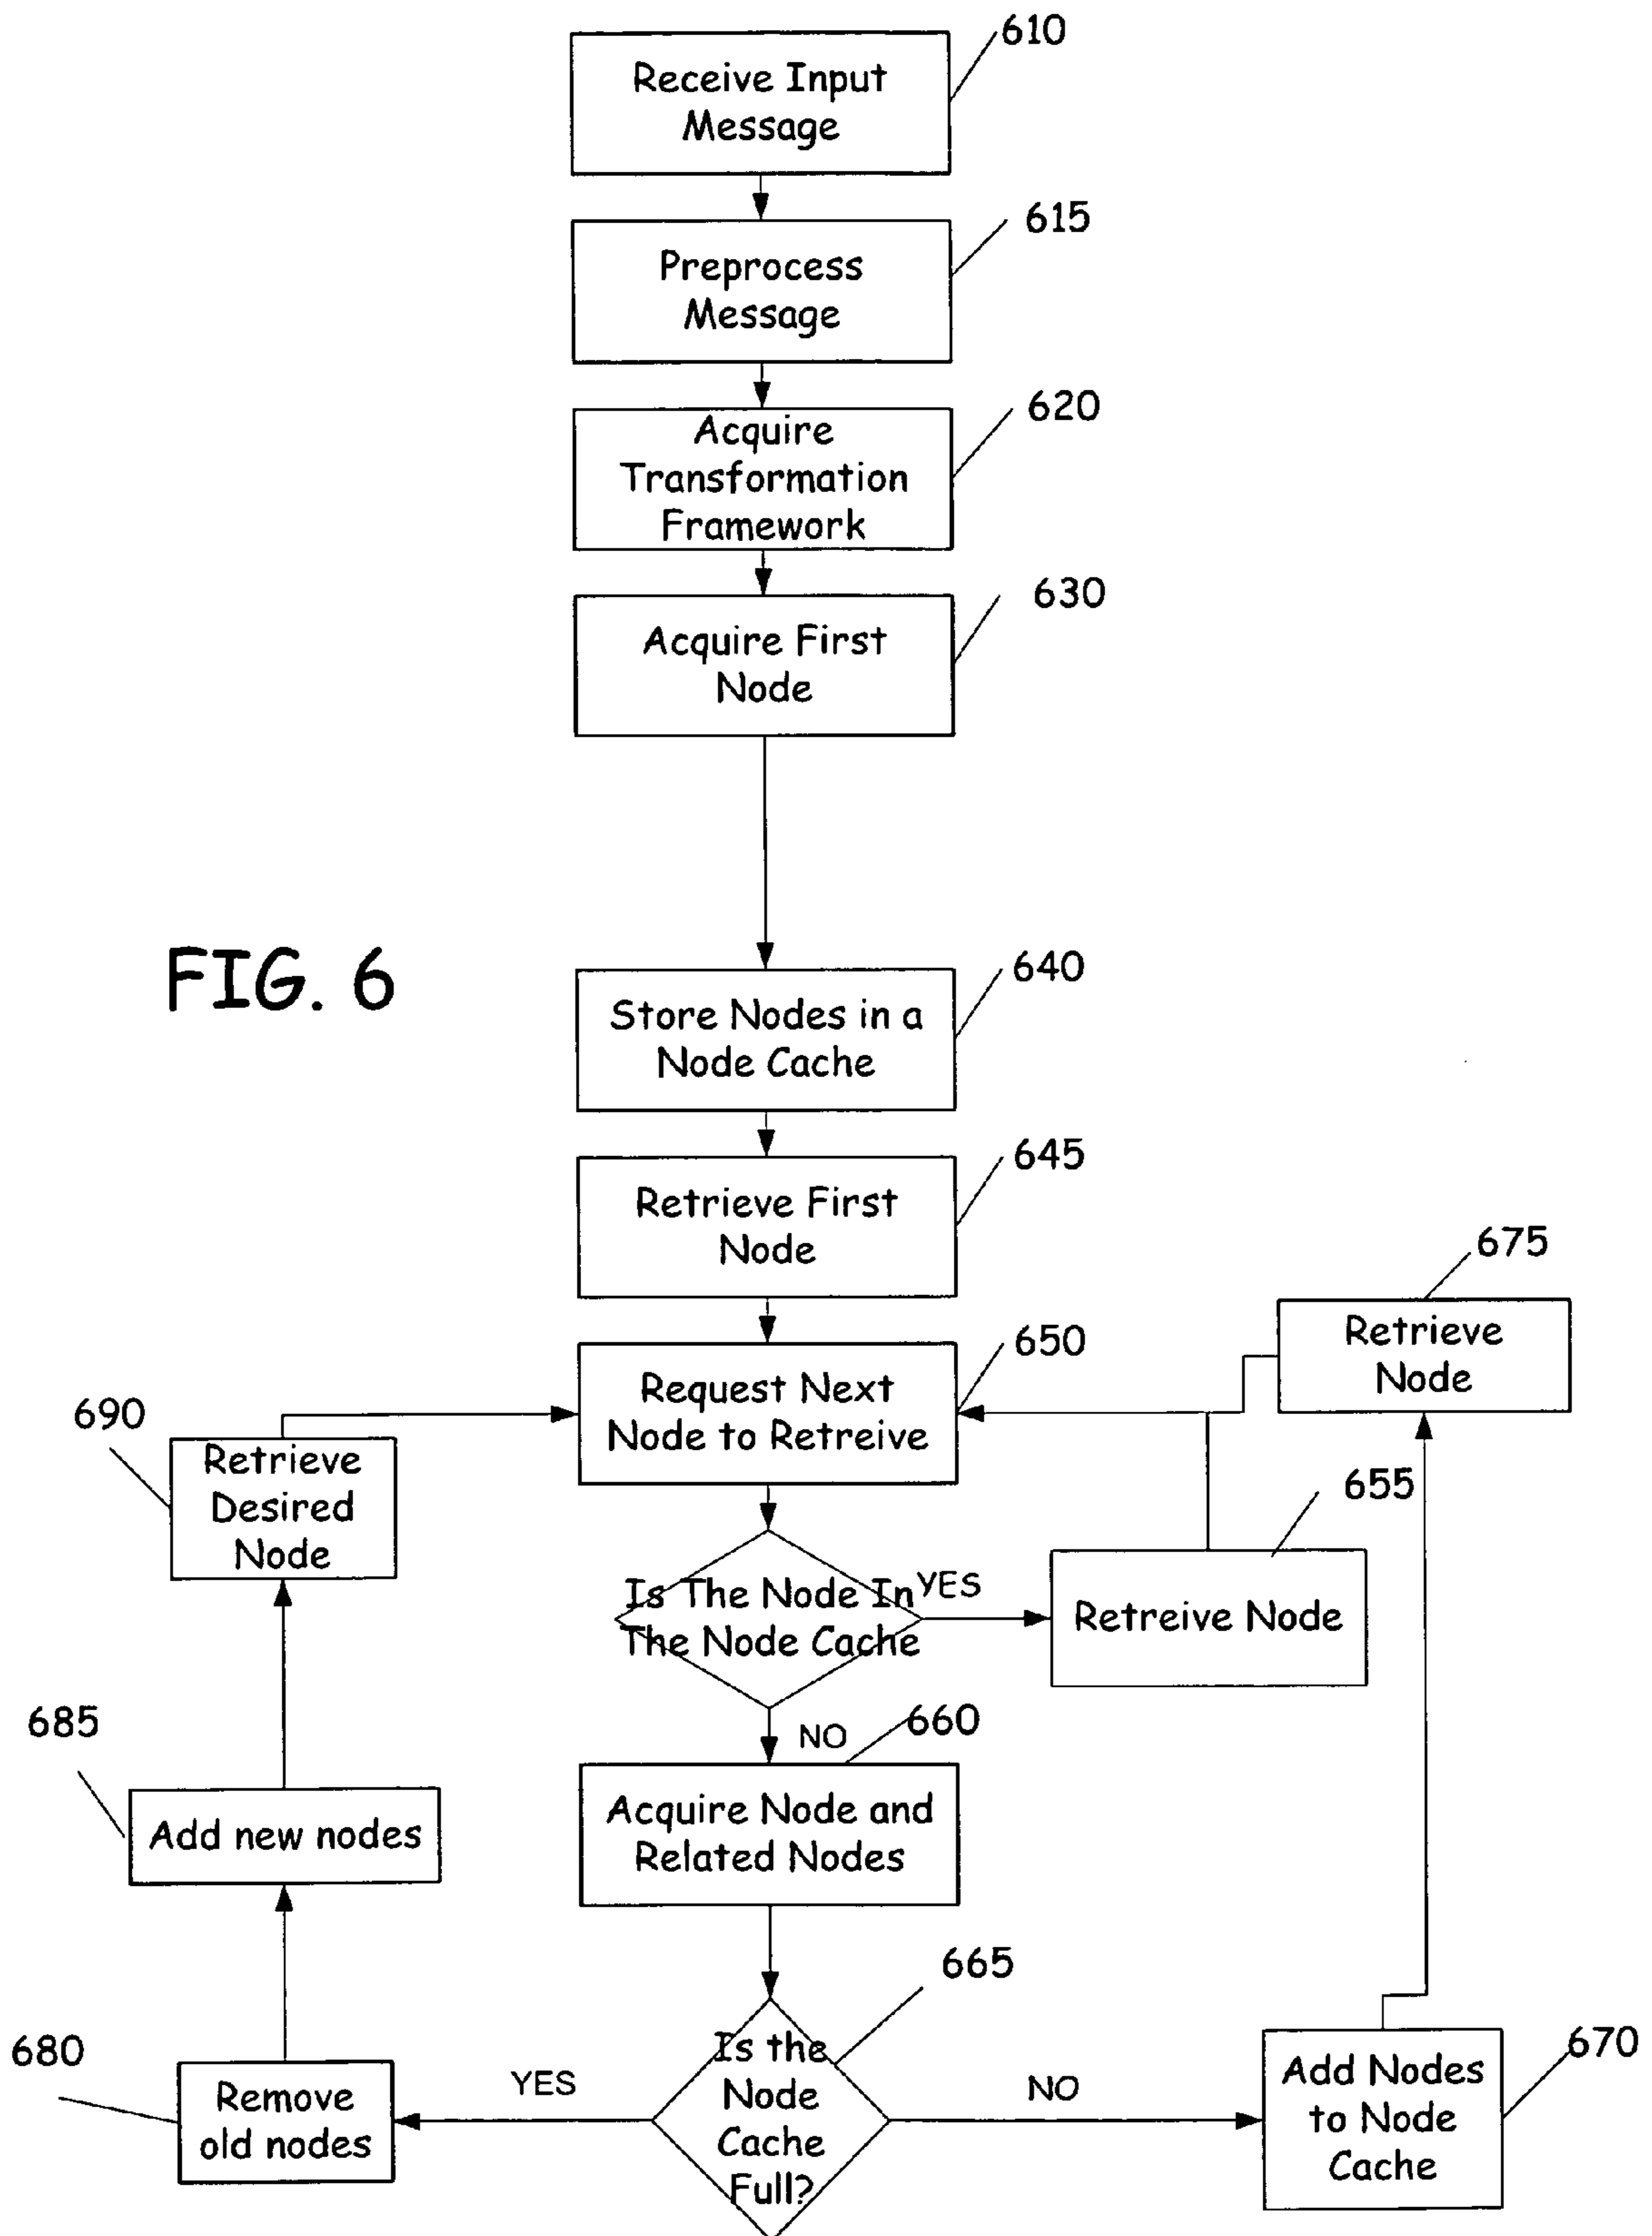 610
Receive Input
Message
615
Preprocess
Message
620
Acquire
Transformation
Framework
630
Acquire First
Node
FIG. 6
640
Store Nodes in a
Node Cache
645
Retrieve First
Node
675
Retrieve
Node
650
Request Next
Node to Retreive
690
Retrieve
Desired
Node
655
Is The Node In
The Node Cache
YES
Retreive Node
NO
660
Acquire Node and
Related Nodes
685
Add new nodes
665
Is the
Node
Cache
Full?
YES
NO
680
Remove
old nodes
670
Add Nodes
to Node
Cache